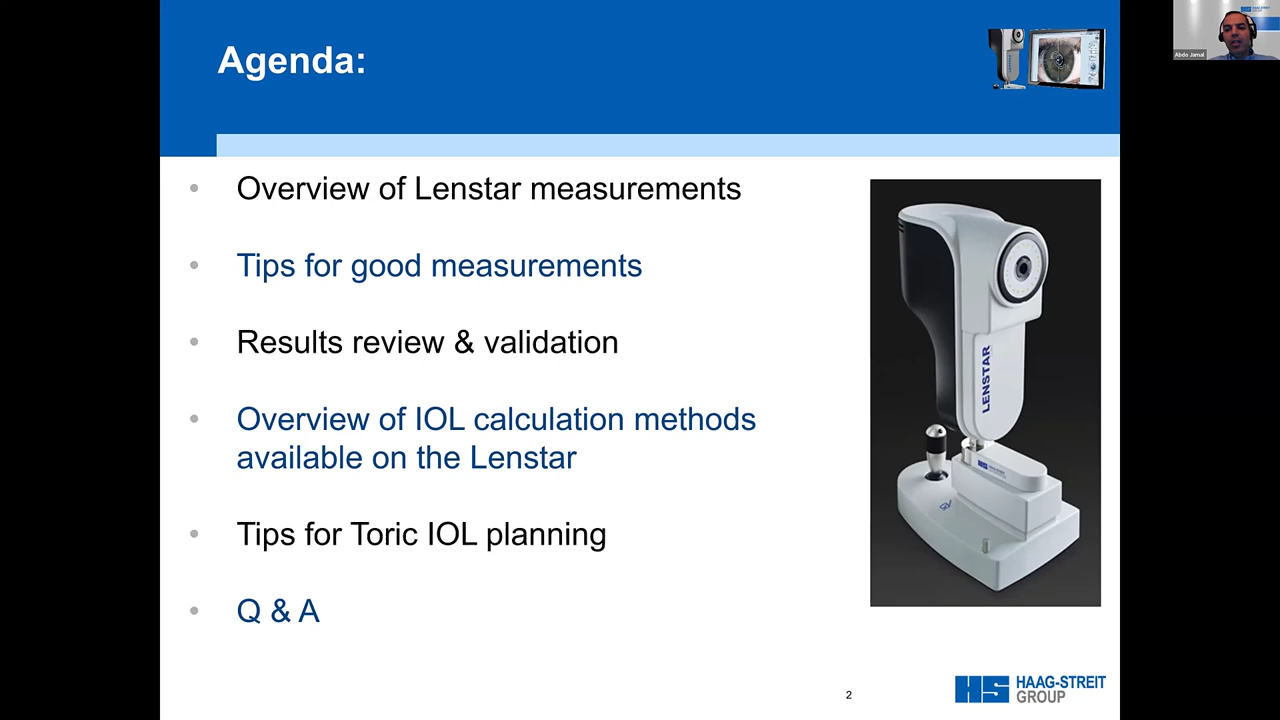 Agenda:
Abdo Jamal
Overview of Lenstar measurements
Tips for good measurements
Results review & validation
Overview of IOL calculation methods
available on the Lenstar
Tips for Toric IOL planning
Q & A
LENSTAR
2
HS HAAG-STREIT
GROUP